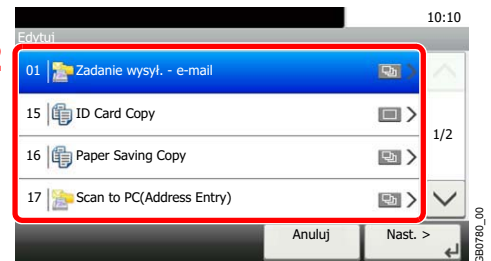 10:10
Edytuj
01 Zadanie wysył. - e-mail
15 ID Card Copy
1/2
16 Paper Saving Copy
17 Scan to PC(Address Entry)
Anuluj Nast. >
GB0780_00